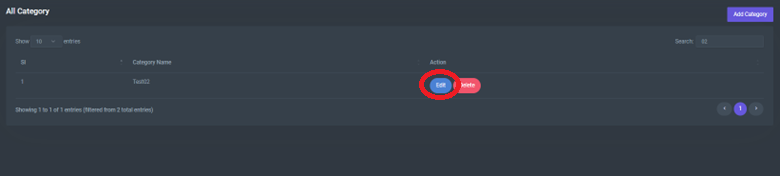 All Category
Add Category
Show 10 entries
Search: 02
Sl
Category Name
Action
1
Test02
Edit
Delete
Showing 1 to 1 of 1 entries (filtered from 2 total entries)
‹ 1 ›